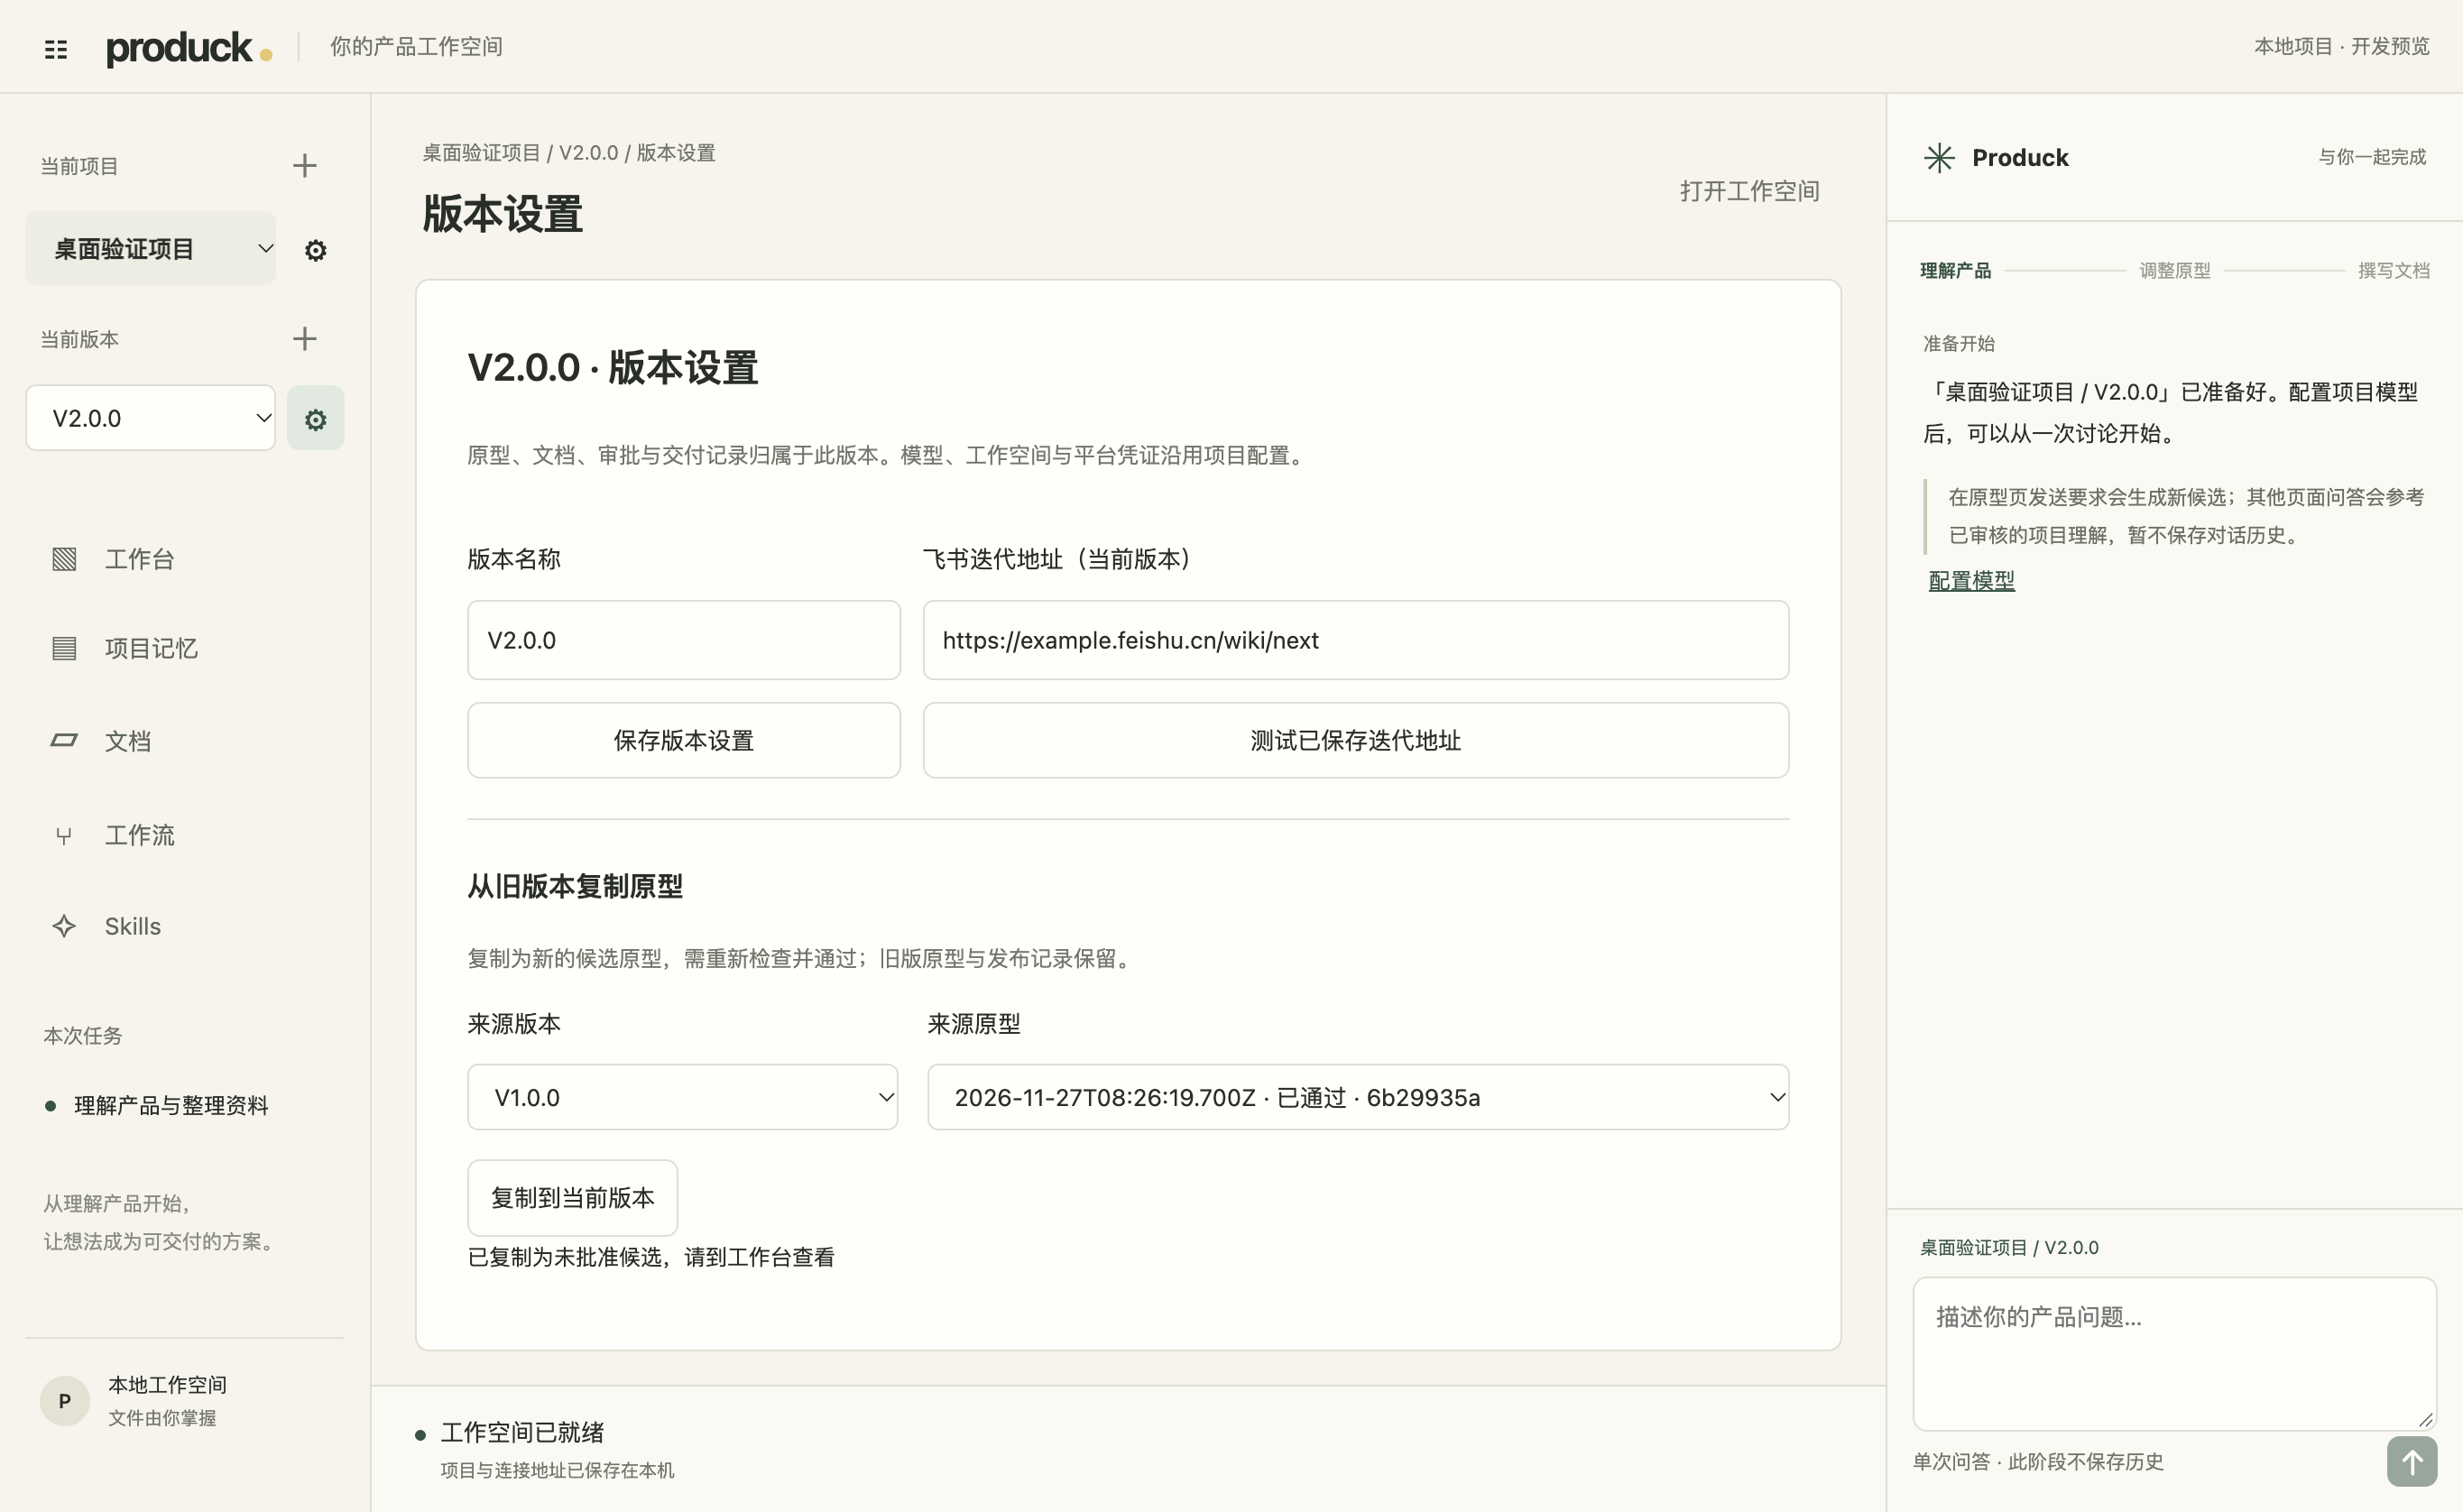 produck
你的产品工作空间
本地项目 · 开发预览
当前项目
桌面验证项目
当前版本
V2.0.0
工作台
项目记忆
文档
工作流
Skills
本次任务
理解产品与整理资料
从理解产品开始，
让想法成为可交付的方案。
P
本地工作空间
文件由你掌握
桌面验证项目 / V2.0.0 / 版本设置
版本设置
打开工作空间
V2.0.0 · 版本设置
原型、文档、审批与交付记录归属于此版本。模型、工作空间与平台凭证沿用项目配置。
版本名称
飞书迭代地址（当前版本）
V2.0.0
https://example.feishu.cn/wiki/next
保存版本设置
测试已保存迭代地址
从旧版本复制原型
复制为新的候选原型，需重新检查并通过；旧版原型与发布记录保留。
来源版本
来源原型
V1.0.0
2026-11-27T08:26:19.700Z · 已通过 · 6b29935a
复制到当前版本
已复制为未批准候选，请到工作台查看
工作空间已就绪
项目与连接地址已保存在本机
Produck
与你一起完成
理解产品
调整原型
撰写文档
准备开始
「桌面验证项目 / V2.0.0」已准备好。配置项目模型
后，可以从一次讨论开始。
在原型页发送要求会生成新候选；其他页面问答会参考
已审核的项目理解，暂不保存对话历史。
配置模型
桌面验证项目 / V2.0.0
描述你的产品问题...
单次问答 · 此阶段不保存历史